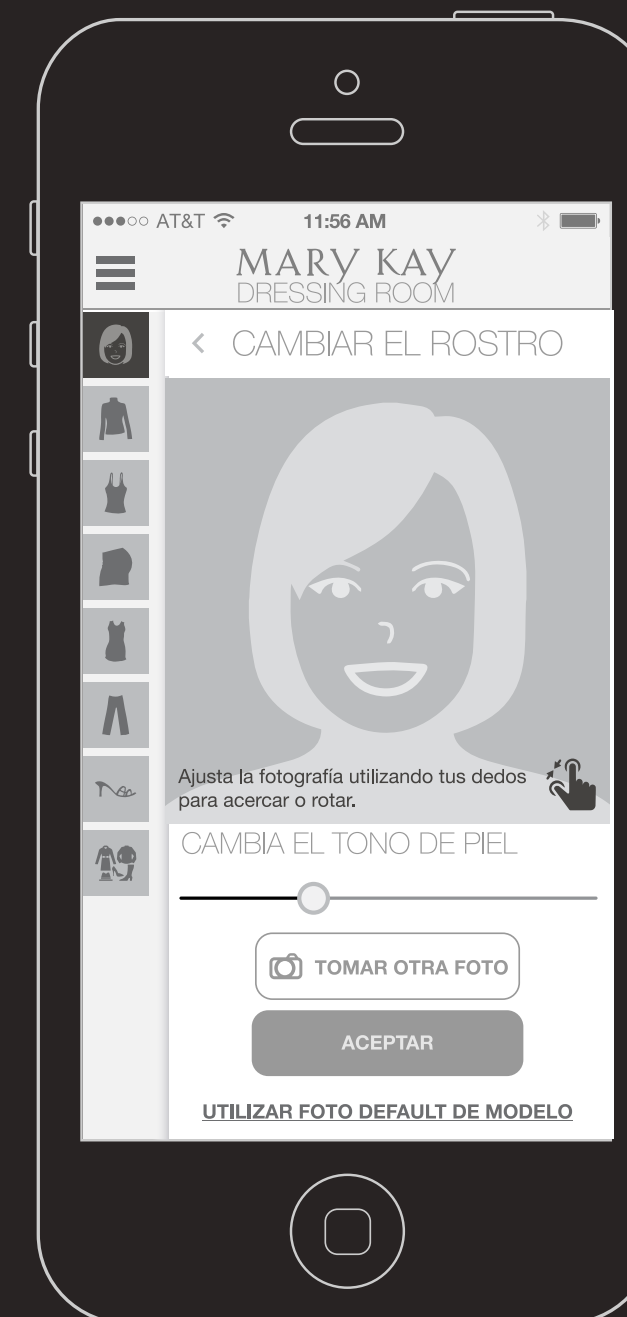 AT&T 11:56 AM
MARY KAY
DRESSING ROOM
CAMBIAR EL ROSTRO
Ajusta la fotografía utilizando tus dedos
para acercar o rotar.
CAMBIA EL TONO DE PIEL
TOMAR OTRA FOTO
ACEPTAR
UTILIZAR FOTO DEFAULT DE MODELO